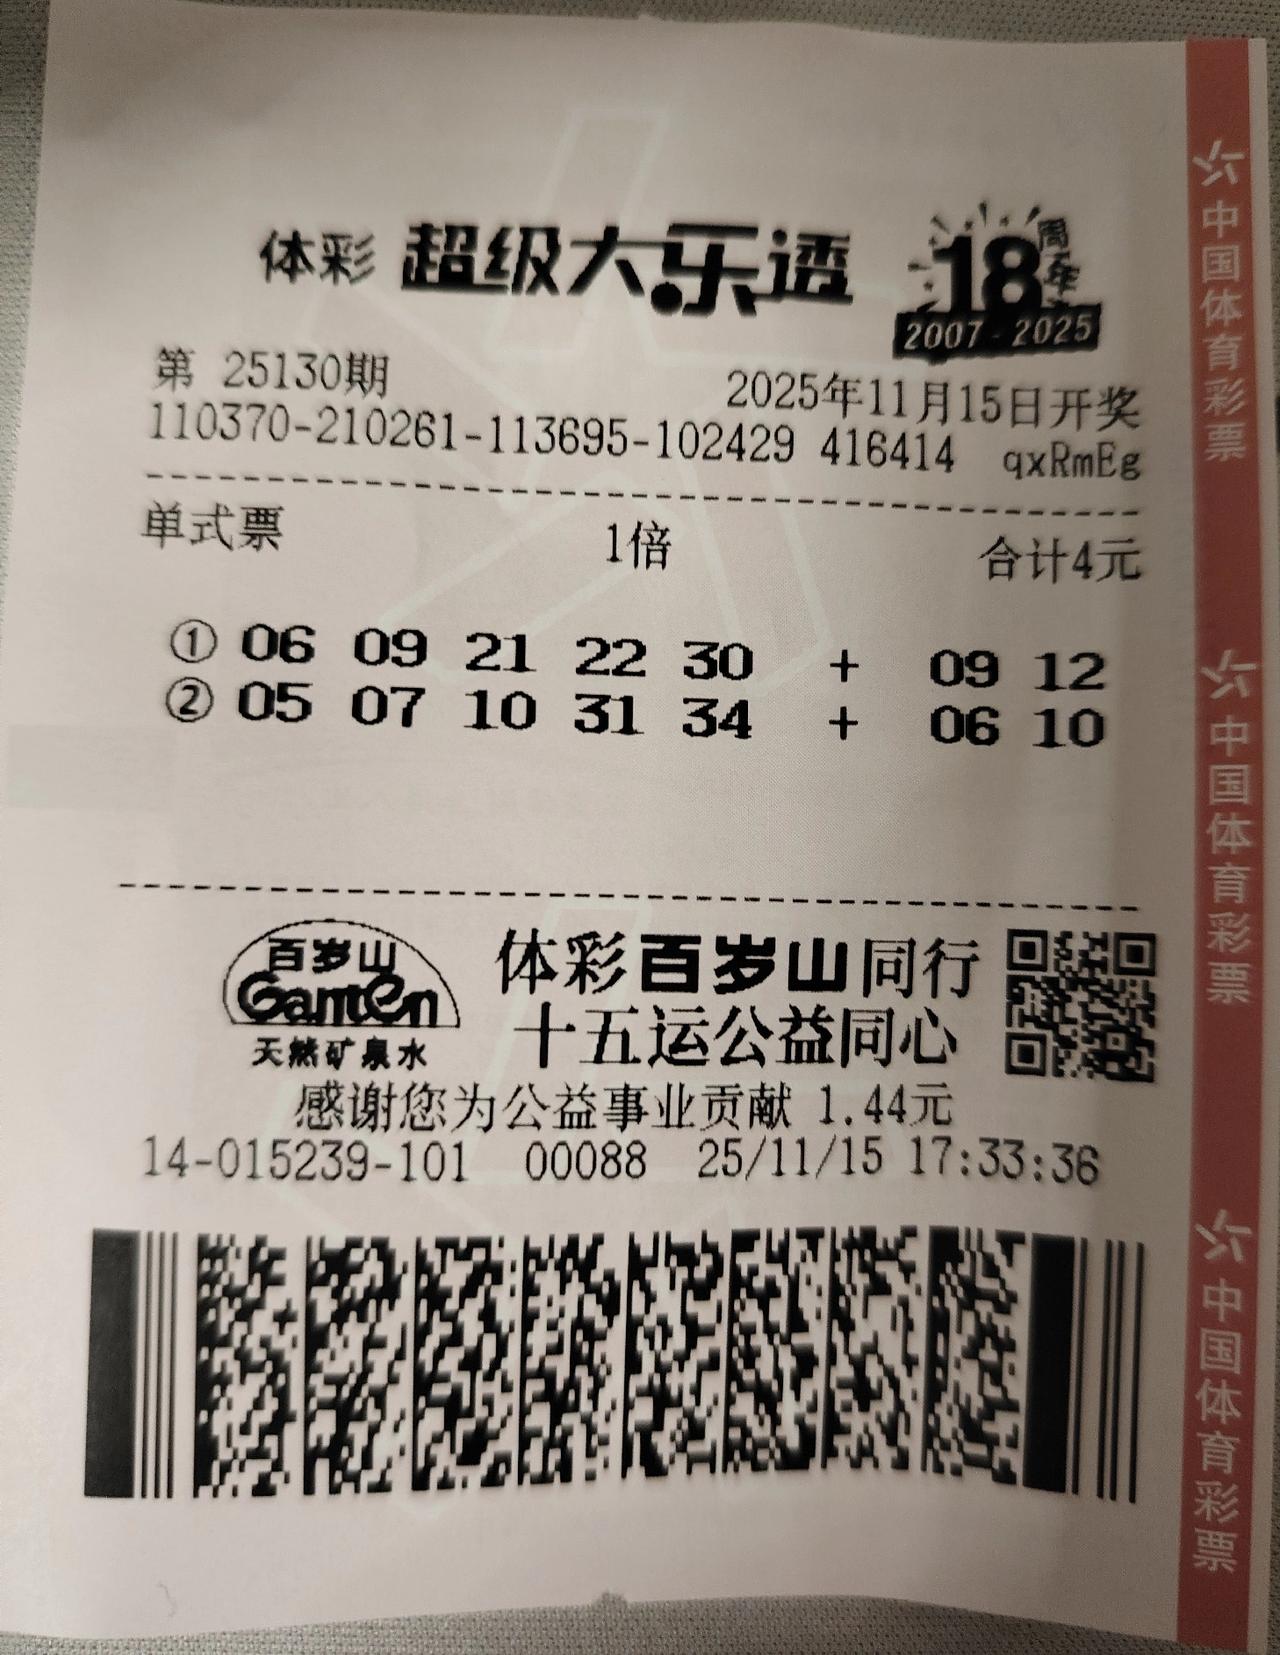 体彩 超级大乐透 18周年
2007-2025
第 25130期 2025年11月15日开奖
110370-210261-113695-102429 416414 qxRmEg
单式票 1倍 合计4元
① 06 09 21 22 30 + 09 12
② 05 07 10 31 34 + 06 10
百岁山
Ganten
天然矿泉水
体彩百岁山同行
十五运公益同心
感谢您为公益事业贡献 1.44元
14-015239-101 00088 25/11/15 17:33:36
中国体育彩票
中国体育彩票
中国体育彩票